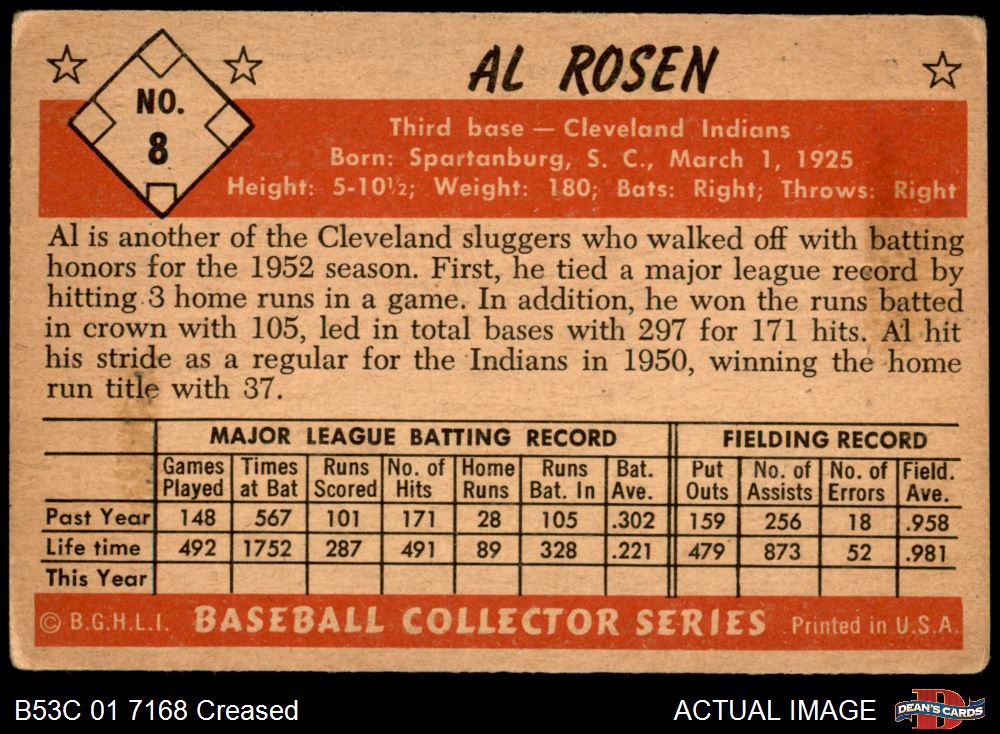 AL ROSEN
NO.
8
Third base — Cleveland Indians
Born: Spartanburg, S. C., March 1, 1925
Height: 5-10½; Weight: 180; Bats: Right; Throws: Right
Al is another of the Cleveland sluggers who walked off with batting
honors for the 1952 season. First, he tied a major league record by
hitting 3 home runs in a game. In addition, he won the runs batted
in crown with 105, led in total bases with 297 for 171 hits. Al hit
his stride as a regular for the Indians in 1950, winning the home
run title with 37.
MAJOR LEAGUE BATTING RECORD FIELDING RECORD
Games Times Runs No. of Home Runs Bat. Put No. of No. of Field.
Played at Bat Scored Hits Runs Bat. In Ave. Outs Assists Errors Ave.
Past Year 148 567 101 171 28 105 .302 159 256 18 .958
Life time 492 1752 287 491 89 328 .221 479 873 52 .981
This Year
© B.G.H.L.I. BASEBALL COLLECTOR SERIES Printed in U.S.A.
B53C 01 7168 Creased ACTUAL IMAGE DEAN'S CARDS